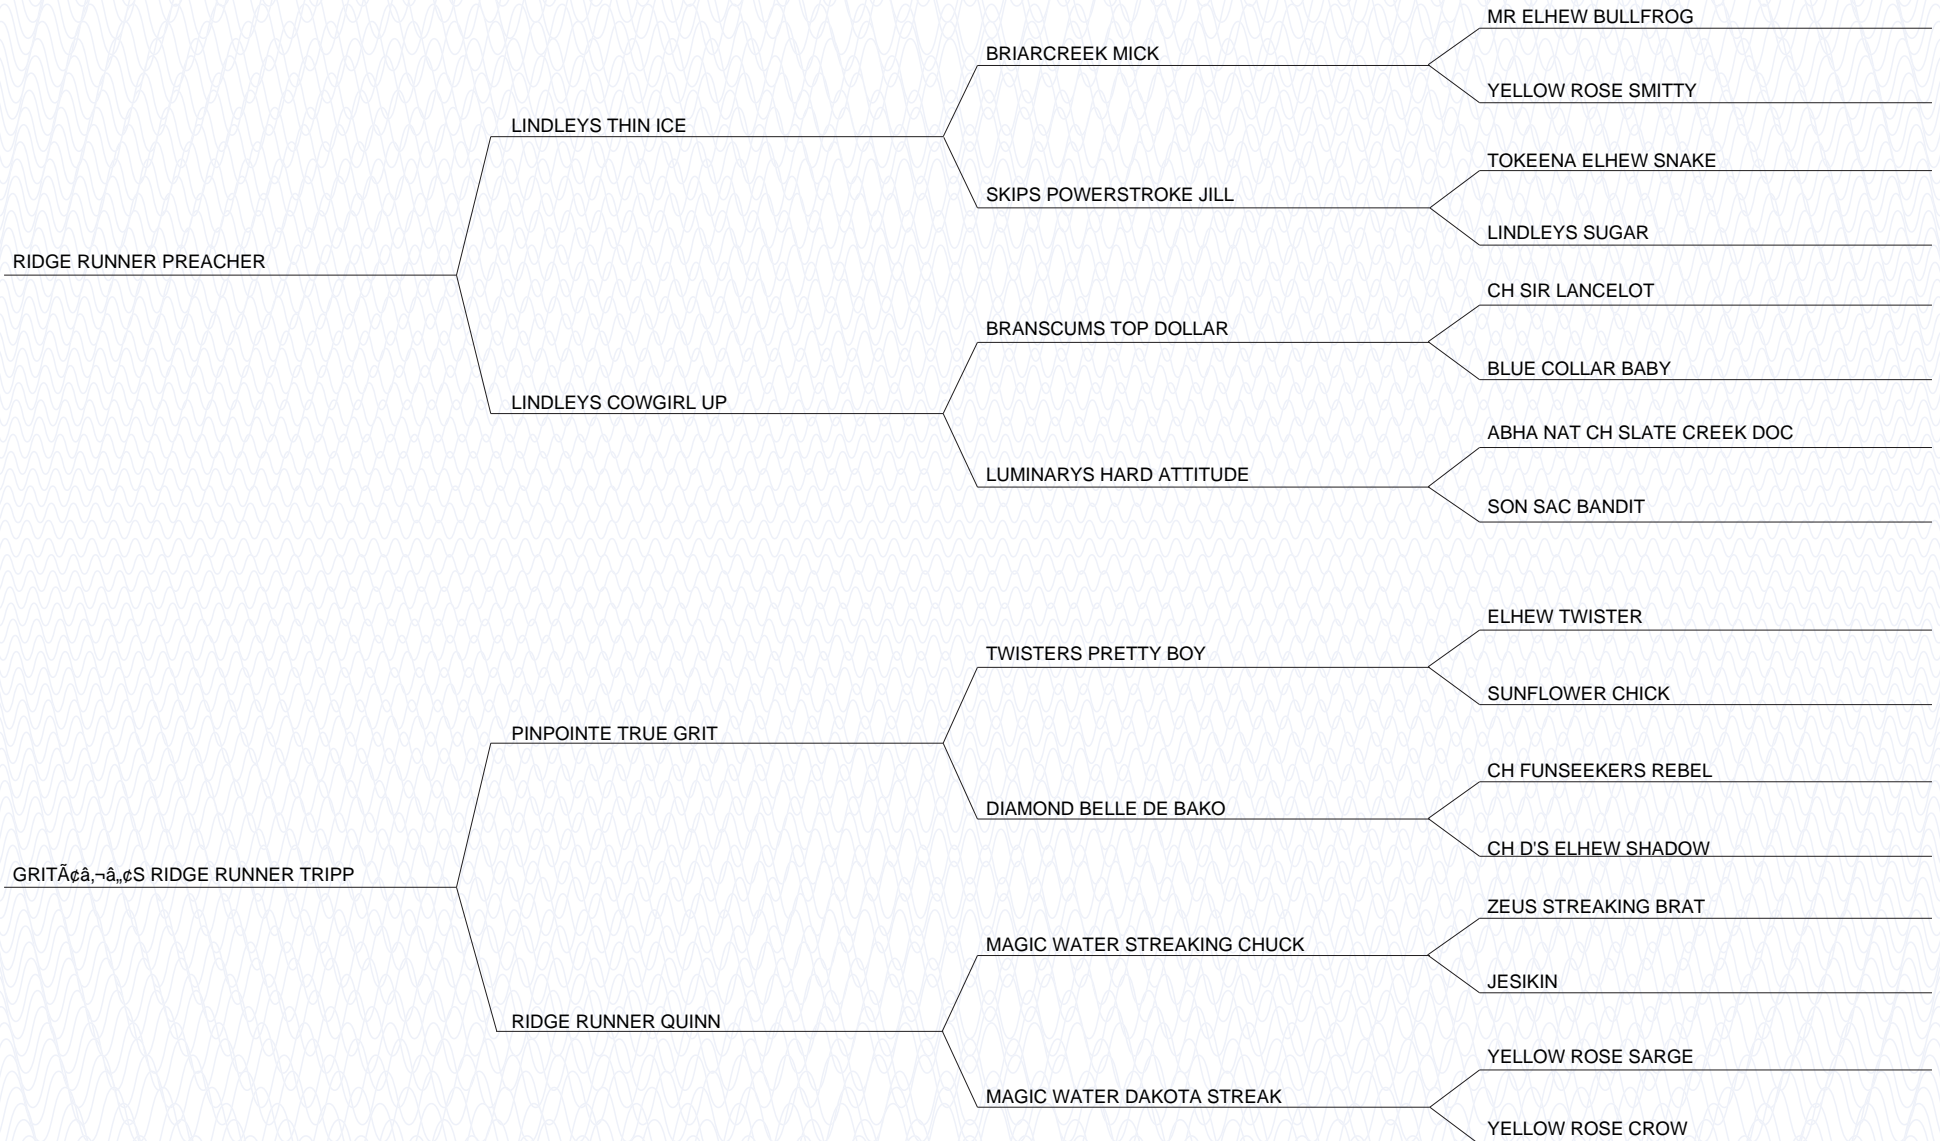 MR ELHEW BULLFROG
BRIARCREEK MICK
YELLOW ROSE SMITTY
LINDLEYS THIN ICE
TOKEENA ELHEW SNAKE
SKIPS POWERSTROKE JILL
LINDLEYS SUGAR
RIDGE RUNNER PREACHER
CH SIR LANCELOT
BRANSCUMS TOP DOLLAR
BLUE COLLAR BABY
LINDLEYS COWGIRL UP
ABHA NAT CH SLATE CREEK DOC
LUMINARYS HARD ATTITUDE
SON SAC BANDIT
ELHEW TWISTER
TWISTERS PRETTY BOY
SUNFLOWER CHICK
PINPOINTE TRUE GRIT
CH FUNSEEKERS REBEL
DIAMOND BELLE DE BAKO
CH D'S ELHEW SHADOW
GRITÃ¢â‚¬â„¢S RIDGE RUNNER TRIPP
ZEUS STREAKING BRAT
MAGIC WATER STREAKING CHUCK
JESIKIN
RIDGE RUNNER QUINN
YELLOW ROSE SARGE
MAGIC WATER DAKOTA STREAK
YELLOW ROSE CROW